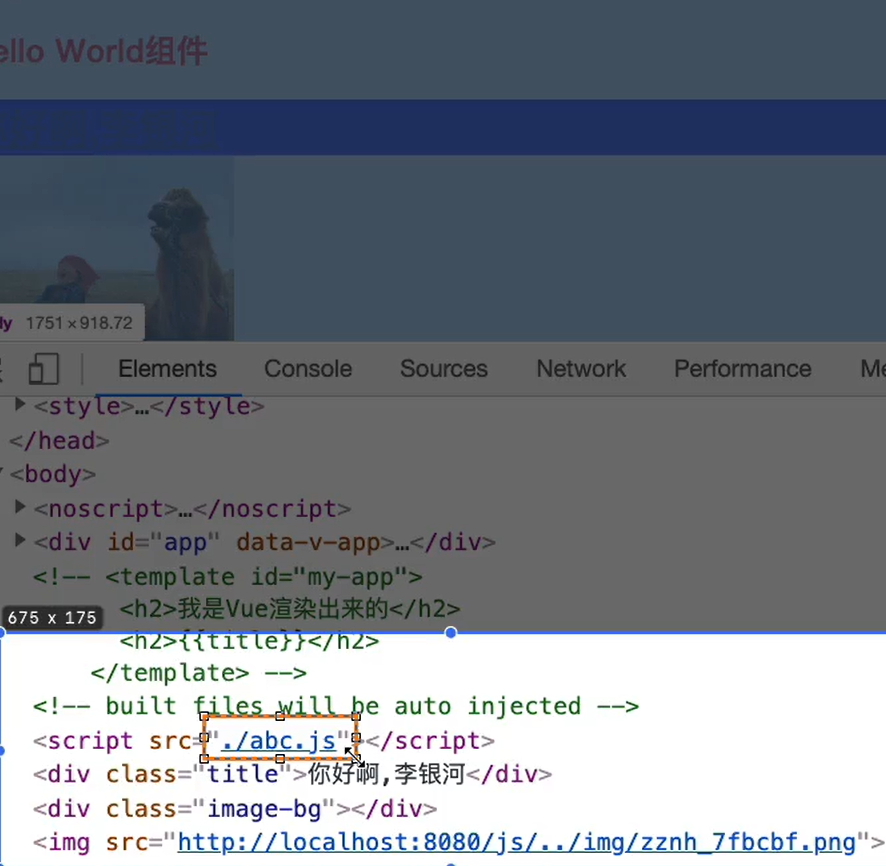 ello World组件
ly 1751×918.72
Elements Console Sources Network Performance Me
<style>…</style>
</head>
<body>
<noscript>…</noscript>
<div id="app" data-v-app>…</div>
<!-- <template id="my-app">
<h2>我是Vue渲染出来的</h2>
675 x 175
<h2>{{title}}</h2>
</template> -->
<!-- built files will be auto injected -->
<script src="./abc.js"></script>
<div class="title">你好啊,李银河</div>
<div class="image-bg"></div>
<img src="http://localhost:8080/js/../img/zznh_7fbcbf.png">